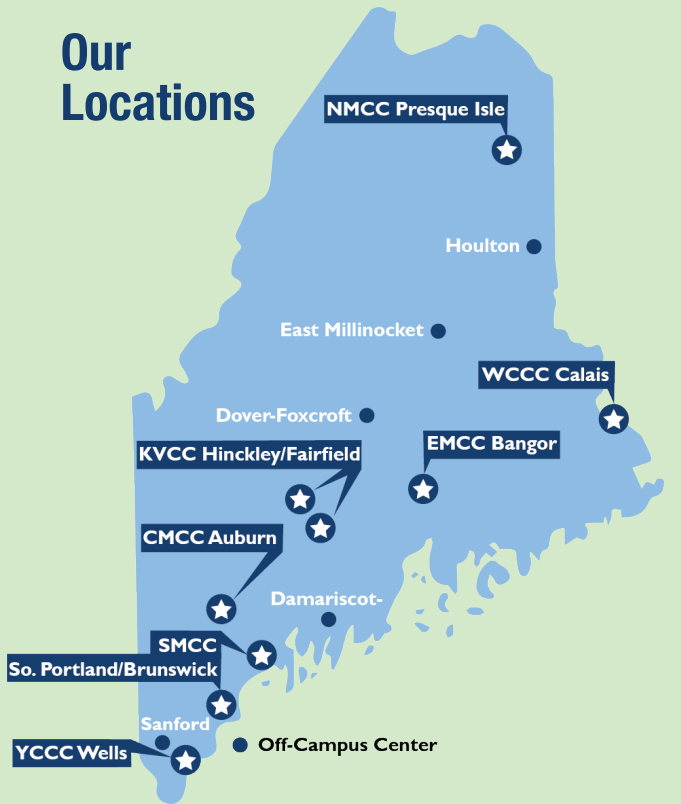 Our
Locations
NMCC Presque Isle
Houlton
East Millinocket
WCCC Calais
Dover-Foxcroft
EMCC Bangor
KVCC Hinckley/Fairfield
CMCC Auburn
Damariscot-
SMCC
So. Portland/Brunswick
Sanford
Off-Campus Center
YCCC Wells